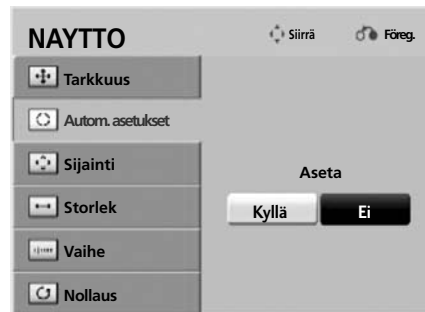 NAYTTO
Siirrä
Föreg.
Tarkkuus
Autom. asetukset
Sijainti
Storlek
Vaihe
Nollaus
Aseta
Kyllä
Ei